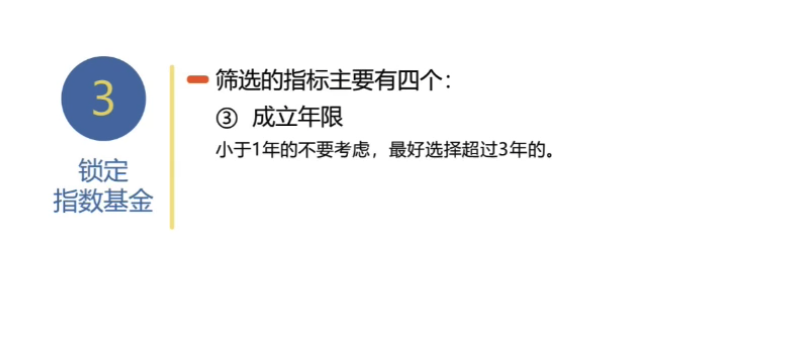 3
锁定
指数基金
筛选的指标主要有四个：
③ 成立年限
小于1年的不要考虑，最好选择超过3年的。